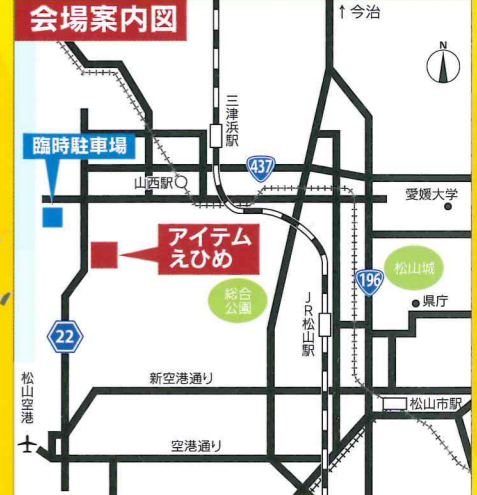 会場案内図
↑今治
N
三津浜駅
臨時駐車場
437
山西駅
愛媛大学
アイテム
えひめ
松山城
196
総合
公園
県庁
JR松山駅
22
新空港通り
松山空港
松山市駅
空港通り